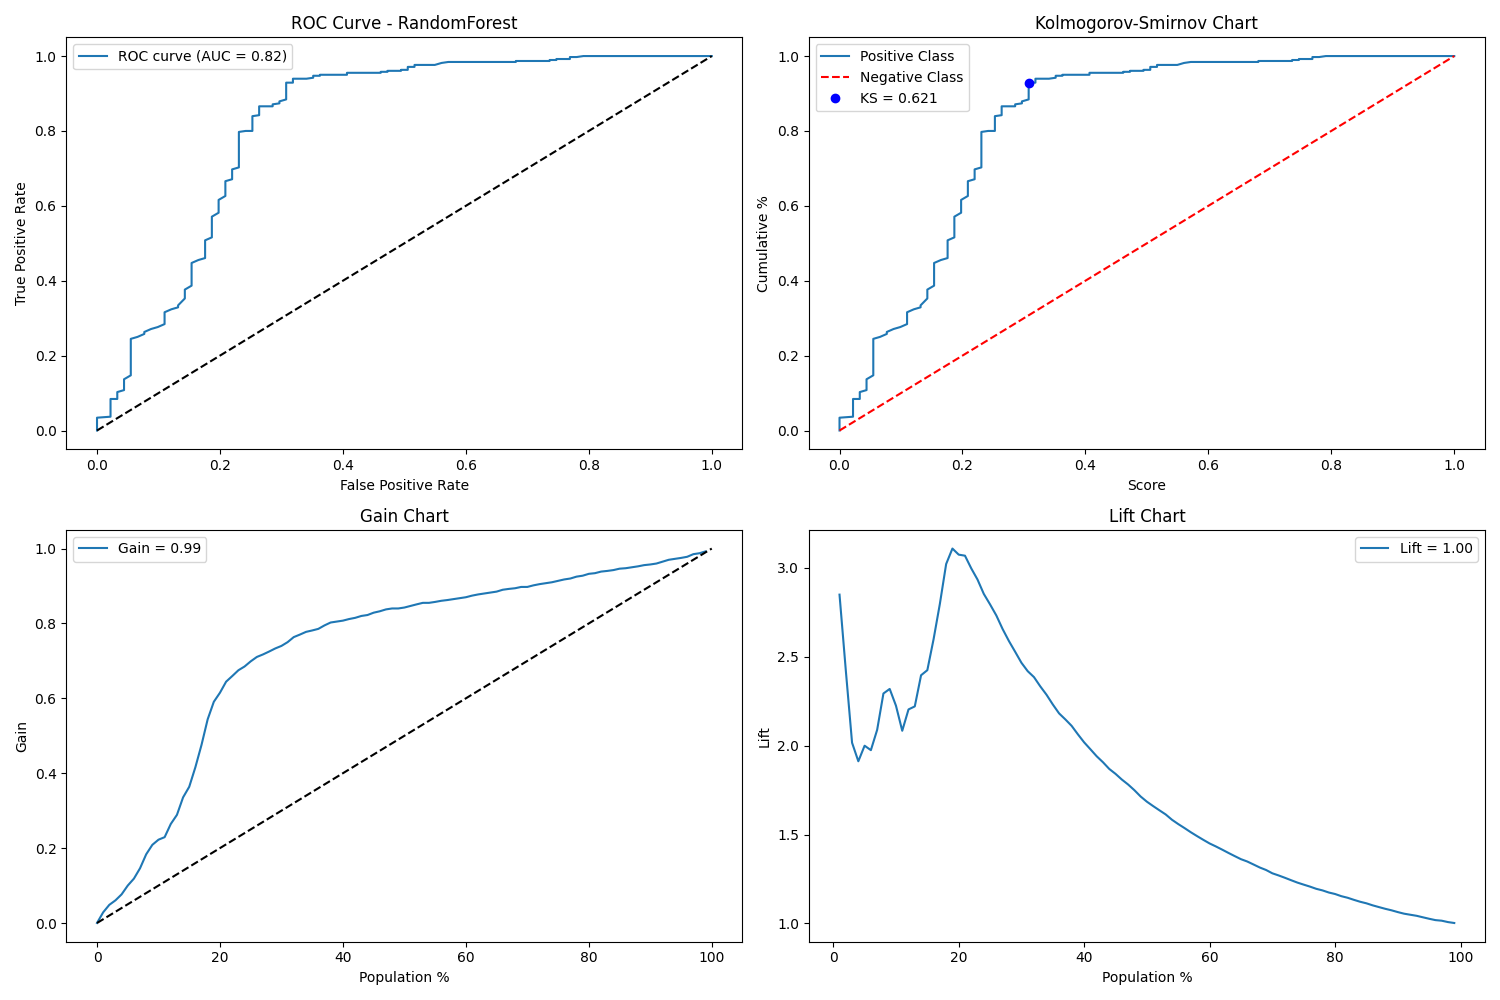 ROC Curve - RandomForest
ROC curve (AUC = 0.82)
1.0
0.8
0.6
0.4
0.2
0.0
True Positive Rate
0.0 0.2 0.4 0.6 0.8 1.0
False Positive Rate
Kolmogorov-Smirnov Chart
Positive Class
Negative Class
KS = 0.621
1.0
0.8
0.6
0.4
0.2
0.0
Cumulative %
0.0 0.2 0.4 0.6 0.8 1.0
Score
Gain Chart
Gain = 0.99
1.0
0.8
0.6
0.4
0.2
0.0
Gain
0 20 40 60 80 100
Population %
Lift Chart
Lift = 1.00
3.0
2.5
2.0
1.5
1.0
Lift
0 20 40 60 80 100
Population %